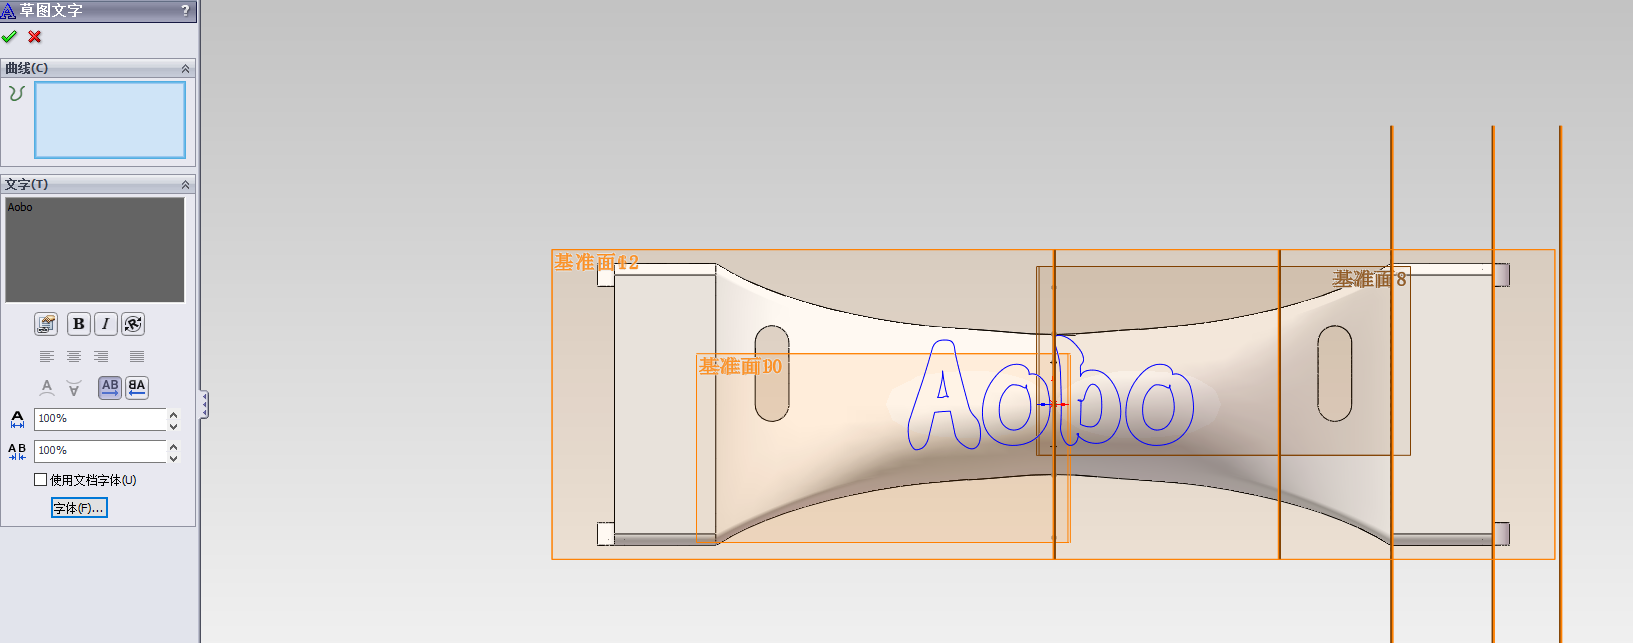 草图文字
?
曲线(C)
文字(T)
Aobo
B I
AB
100%
AB
100%
使用文档字体(U)
字体(F)...
基准面12
基准面8
基准面10
Aobo